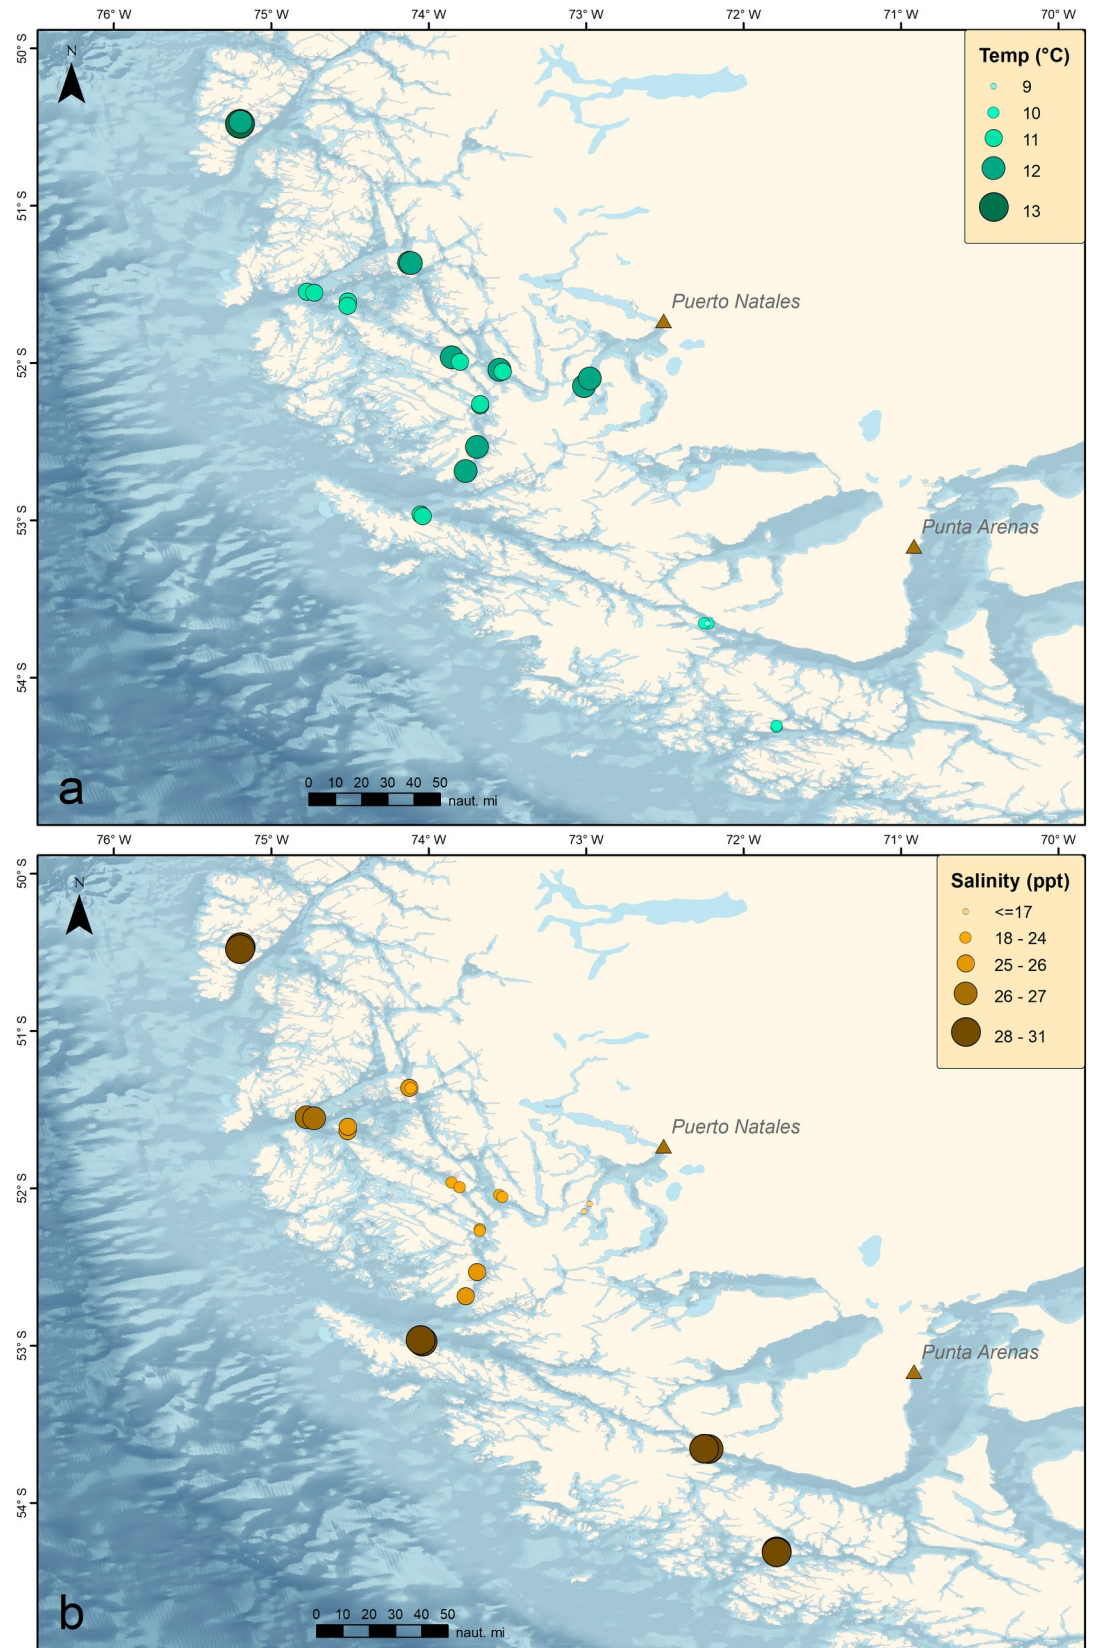 76° W 75° W 74° W 73° W 72° W 71° W 70° W
50° S
N
Temp (°C)
9
10
11
12
13
51° S
Puerto Natales
52° S
53° S
Punta Arenas
54° S
0 10 20 30 40 50
naut. mi
a
76° W 75° W 74° W 73° W 72° W 71° W 70° W
50° S
N
Salinity (ppt)
<=17
18 - 24
25 - 26
26 - 27
28 - 31
51° S
Puerto Natales
52° S
53° S
Punta Arenas
54° S
0 10 20 30 40 50
naut. mi
b